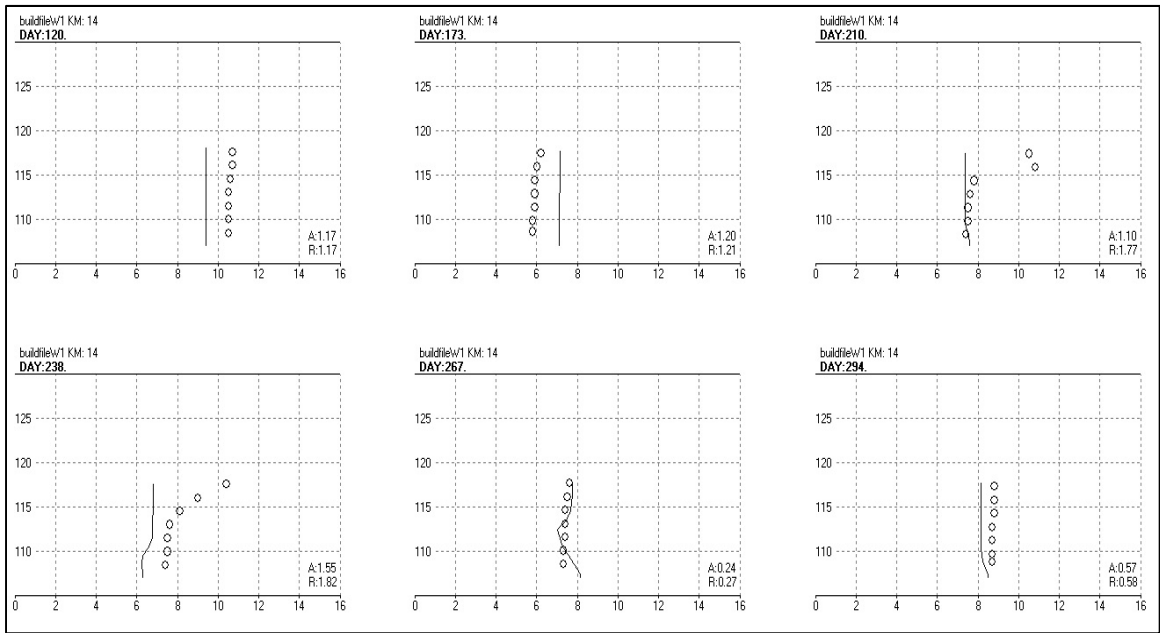 buildfileW1 KM: 14
DAY:120.
125
120
115
110
A:1.17
R:1.17
0 2 4 6 8 10 12 14 16
buildfileW1 KM: 14
DAY:173.
125
120
115
110
A:1.20
R:1.21
0 2 4 6 8 10 12 14 16
buildfileW1 KM: 14
DAY:210.
125
120
115
110
A:1.10
R:1.77
0 2 4 6 8 10 12 14 16
buildfileW1 KM: 14
DAY:238.
125
120
115
110
A:1.55
R:1.82
0 2 4 6 8 10 12 14 16
buildfileW1 KM: 14
DAY:267.
125
120
115
110
A:0.24
R:0.27
0 2 4 6 8 10 12 14 16
buildfileW1 KM: 14
DAY:294.
125
120
115
110
A:0.57
R:0.58
0 2 4 6 8 10 12 14 16